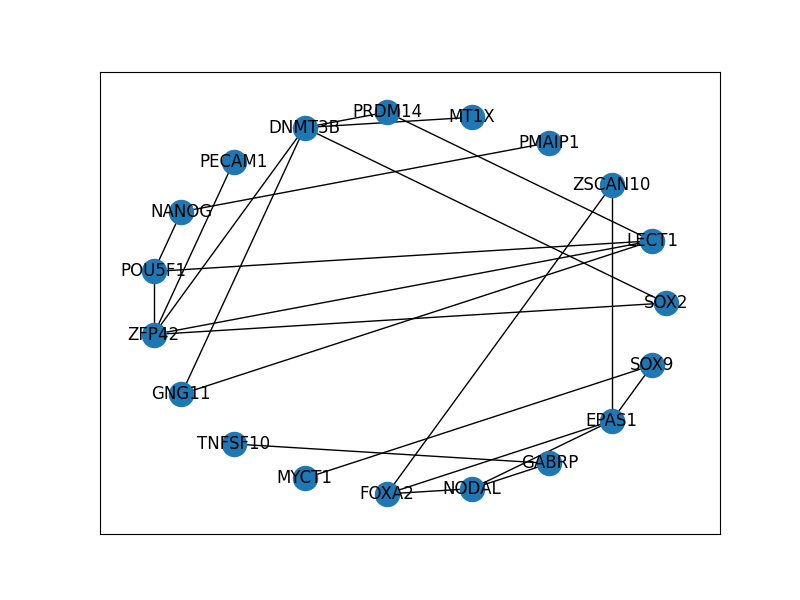 PRDM14
MT1X
DNMT3B
PMAIP1
PECAM1
ZSCAN10
NANOG
LECT1
POU5F1
SOX2
ZFP42
SOX9
GNG11
EPAS1
TNFSF10
GABRP
MYCT1
NODAL
FOXA2